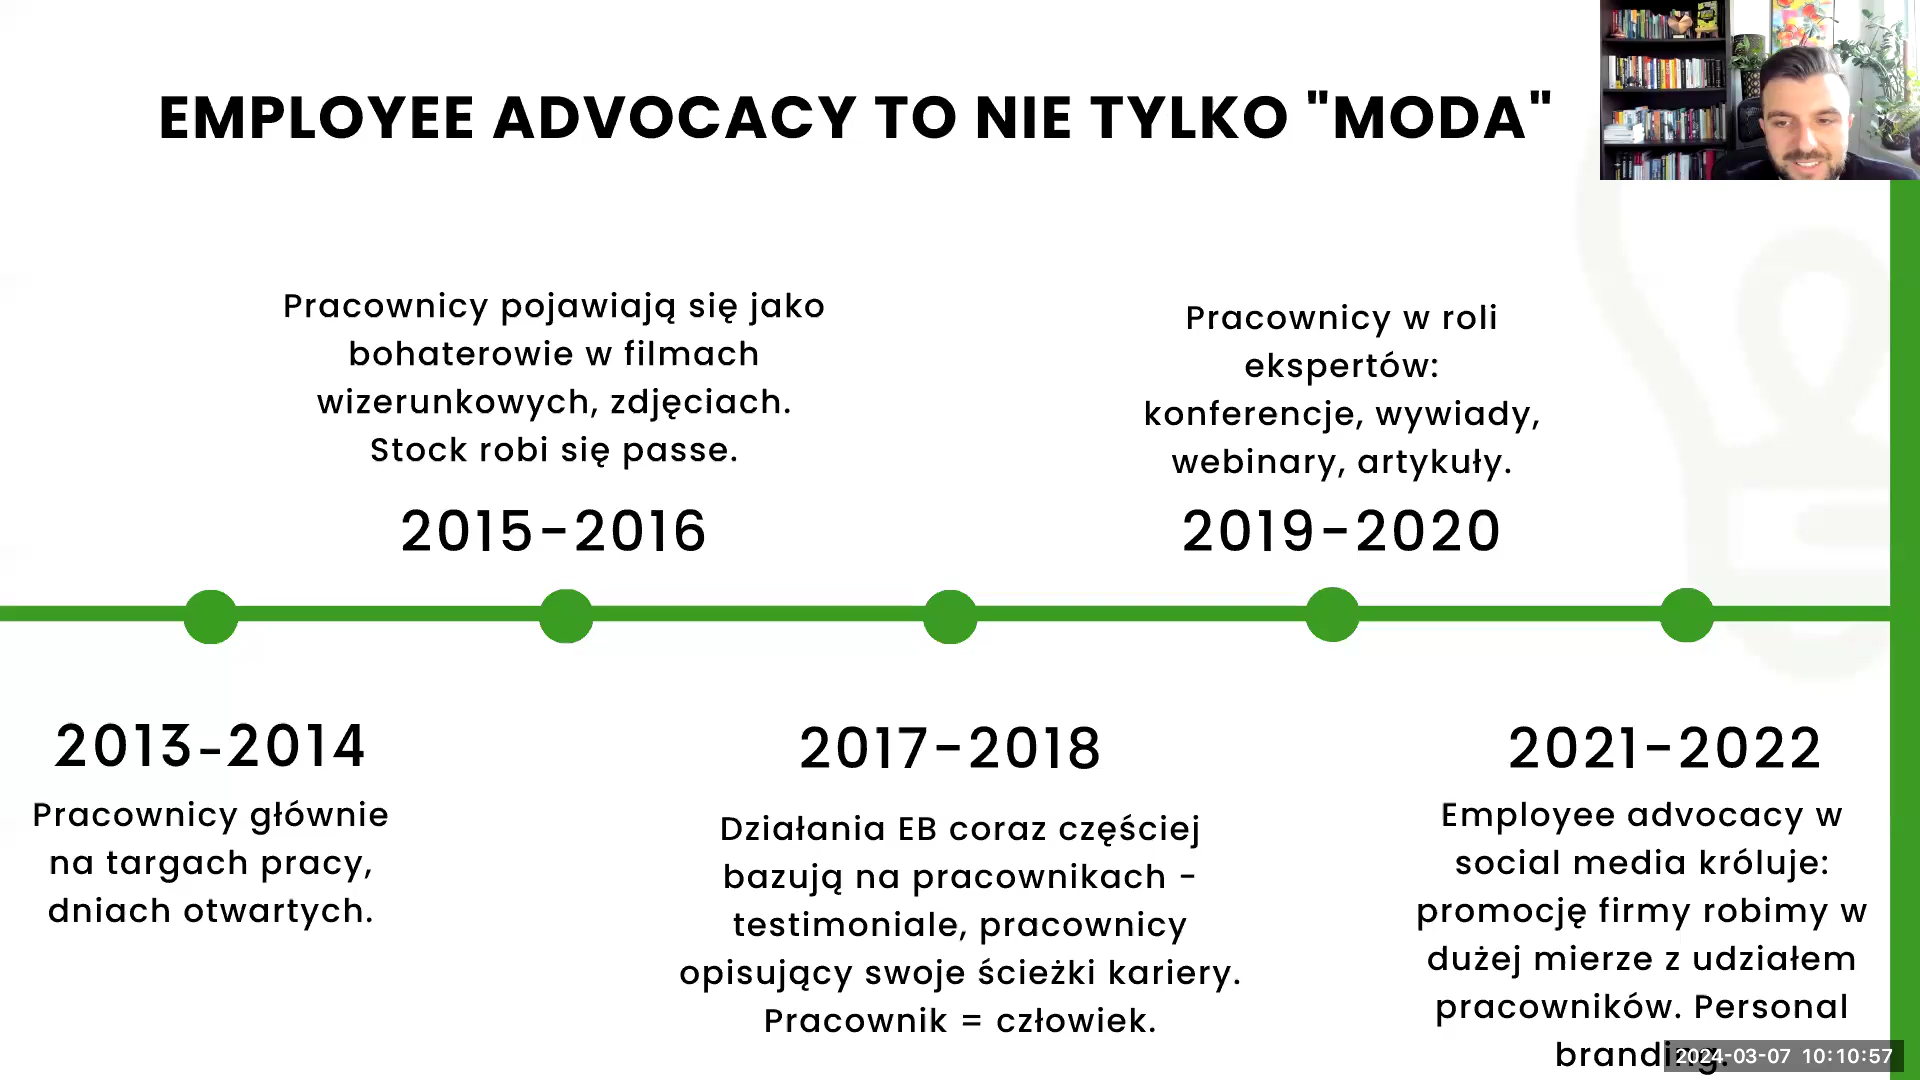 EMPLOYEE ADVOCACY TO NIE TYLKO "MODA"
Pracownicy pojawiają się jako
bohaterowie w filmach
wizerunkowych, zdjęciach.
Stock robi się passe.
2015-2016
Pracownicy w roli
ekspertów:
konferencje, wywiady,
webinary, artykuły.
2019-2020
2013-2014
Pracownicy głównie
na targach pracy,
dniach otwartych.
2017-2018
Działania EB coraz częściej
bazują na pracownikach -
testimoniale, pracownicy
opisujący swoje ścieżki kariery.
Pracownik = człowiek.
2021-2022
Employee advocacy w
social media króluje:
promocję firmy robimy w
dużej mierze z udziałem
pracowników. Personal
branding.
2024-03-07 10:10:57